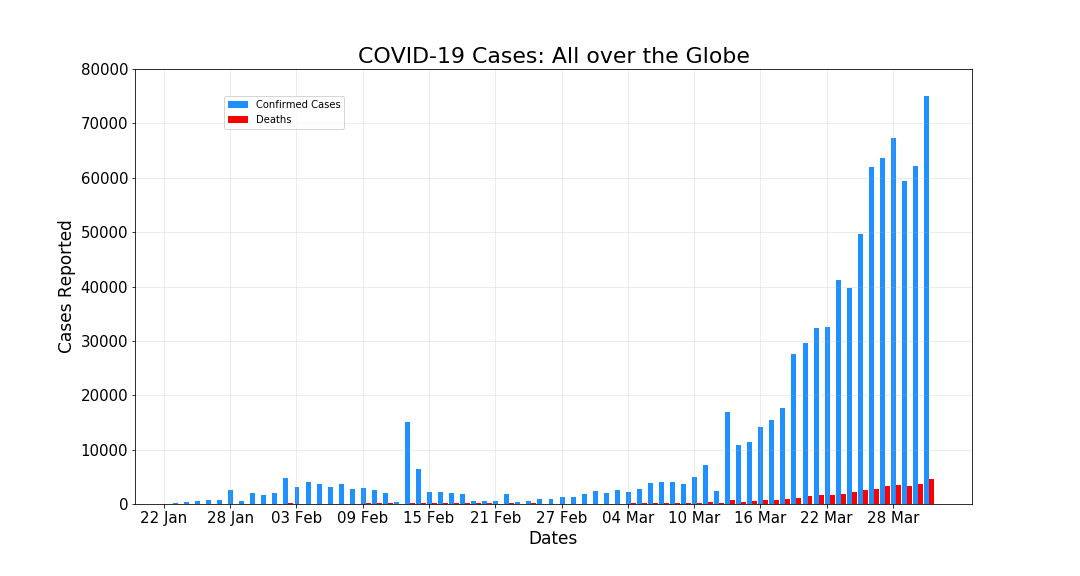 COVID-19 Cases: All over the Globe
80000
70000
60000
50000
40000
30000
20000
10000
0
Cases Reported
Confirmed Cases
Deaths
22 Jan 28 Jan 03 Feb 09 Feb 15 Feb 21 Feb 27 Feb 04 Mar 10 Mar 16 Mar 22 Mar 28 Mar
Dates